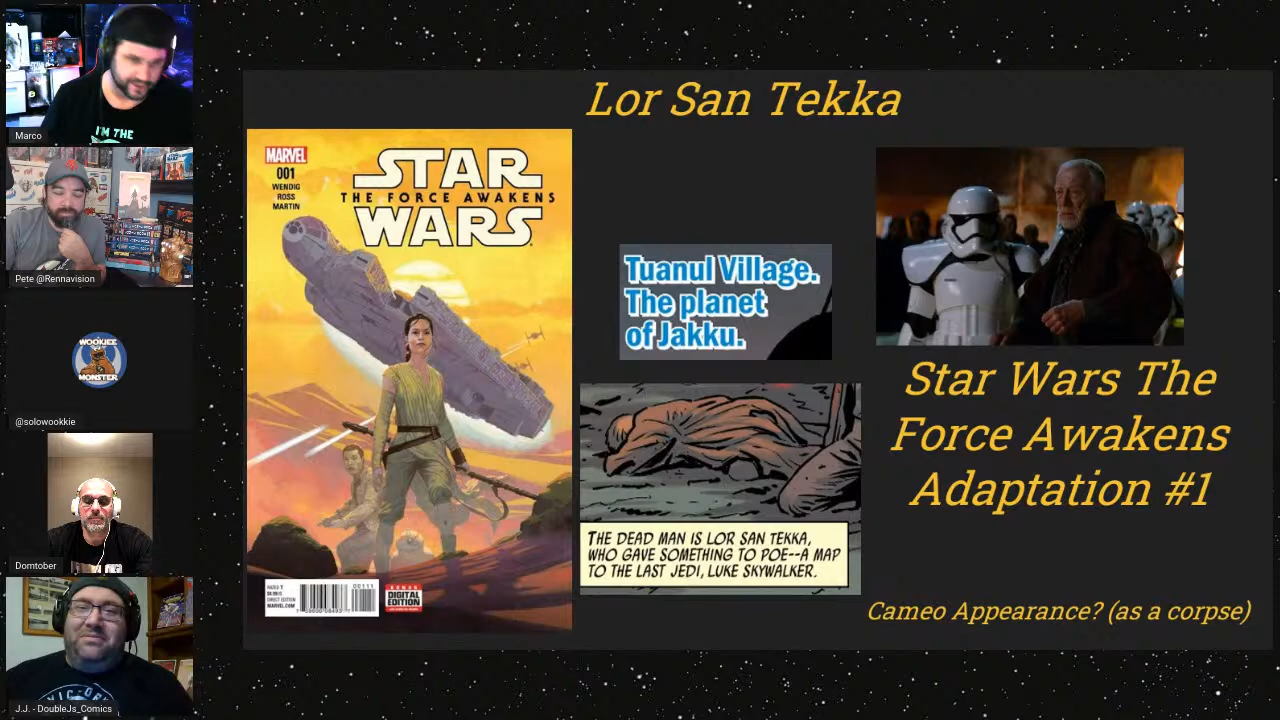 Lor San Tekka
MARVEL
001
WENDIG
ROSS
MARTIN
STAR
THE FORCE AWAKENS
WARS
DIGITAL
EDITION
Tuanul Village.
The planet
of Jakku.
THE DEAD MAN IS LOR SAN TEKKA,
WHO GAVE SOMETHING TO POE--A MAP
TO THE LAST JEDI, LUKE SKYWALKER.
Star Wars The
Force Awakens
Adaptation #1
Cameo Appearance? (as a corpse)
I'M THE
Marco
Pete @Rennavision
WOOKIEE
MONSTER
@solowookkie
Domtober
J.J. - DoubleJs_Comics